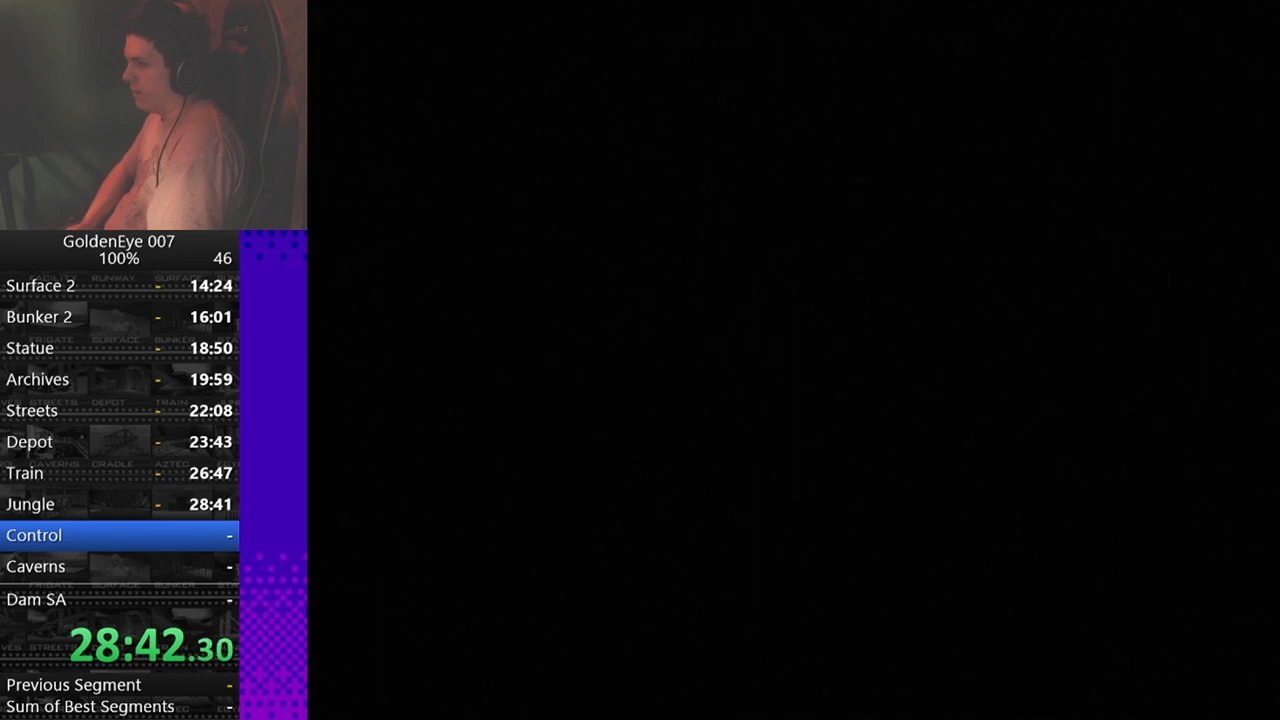 GoldenEye 007
100% 46
Surface 2 - 14:24
Bunker 2 - 16:01
Statue - 18:50
Archives - 19:59
Streets - 22:08
Depot - 23:43
Train - 26:47
Jungle - 28:41
Control -
Caverns -
Dam SA -
28:42.30
Previous Segment -
Sum of Best Segments -